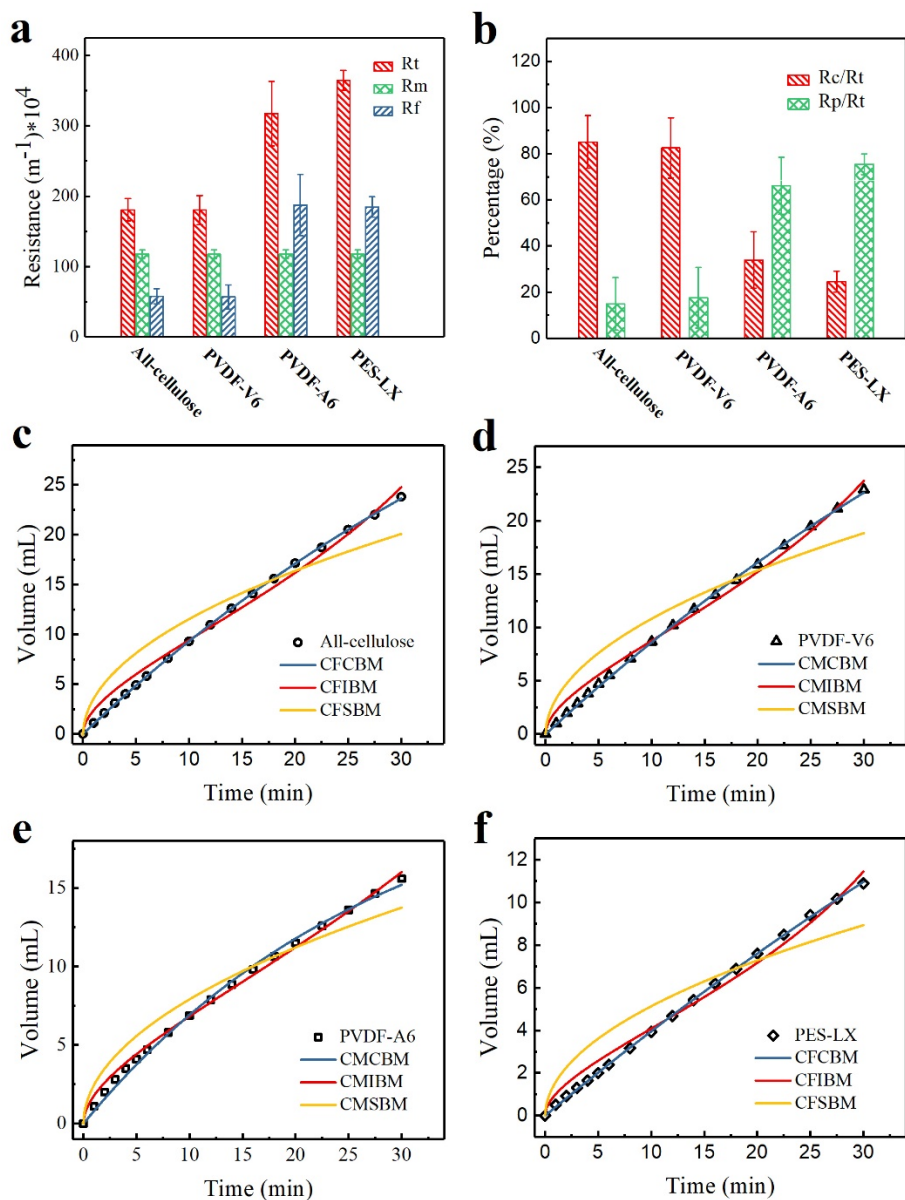 a
Resistance (m-1)*10^4
400
300
200
100
0
Rt
Rm
Rf
All-cellulose
PVDF-V6
PVDF-A6
PES-LX
b
Percentage (%)
120
100
80
60
40
20
0
Rc/Rt
Rp/Rt
All-cellulose
PVDF-V6
PVDF-A6
PES-LX
c
Volume (mL)
25
20
15
10
5
0
All-cellulose
CFCBM
CFIBM
CFSBM
0 5 10 15 20 25 30
Time (min)
d
Volume (mL)
25
20
15
10
5
0
PVDF-V6
CMCBM
CMIBM
CMSBM
0 5 10 15 20 25 30
Time (min)
e
Volume (mL)
15
10
5
0
PVDF-A6
CMCBM
CMIBM
CMSBM
0 5 10 15 20 25 30
Time (min)
f
Volume (mL)
12
10
8
6
4
2
0
PES-LX
CFCBM
CFIBM
CFSBM
0 5 10 15 20 25 30
Time (min)